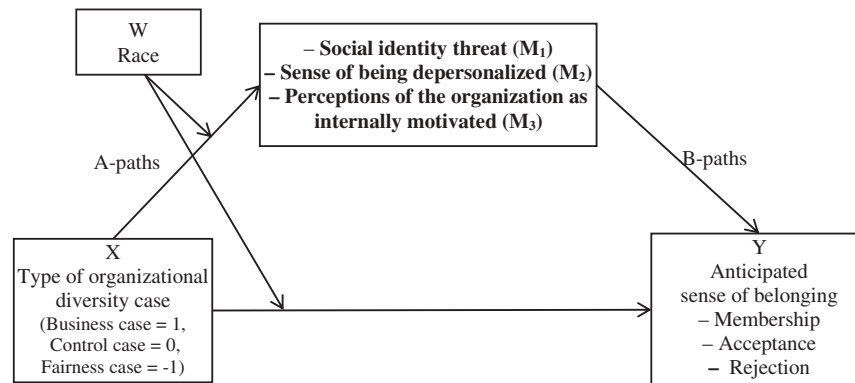 W
Race
– Social identity threat (M₁)
– Sense of being depersonalized (M₂)
– Perceptions of the organization as
internally motivated (M₃)
A-paths
B-paths
X
Type of organizational
diversity case
(Business case = 1,
Control case = 0,
Fairness case = -1)
Y
Anticipated
sense of belonging
– Membership
– Acceptance
– Rejection